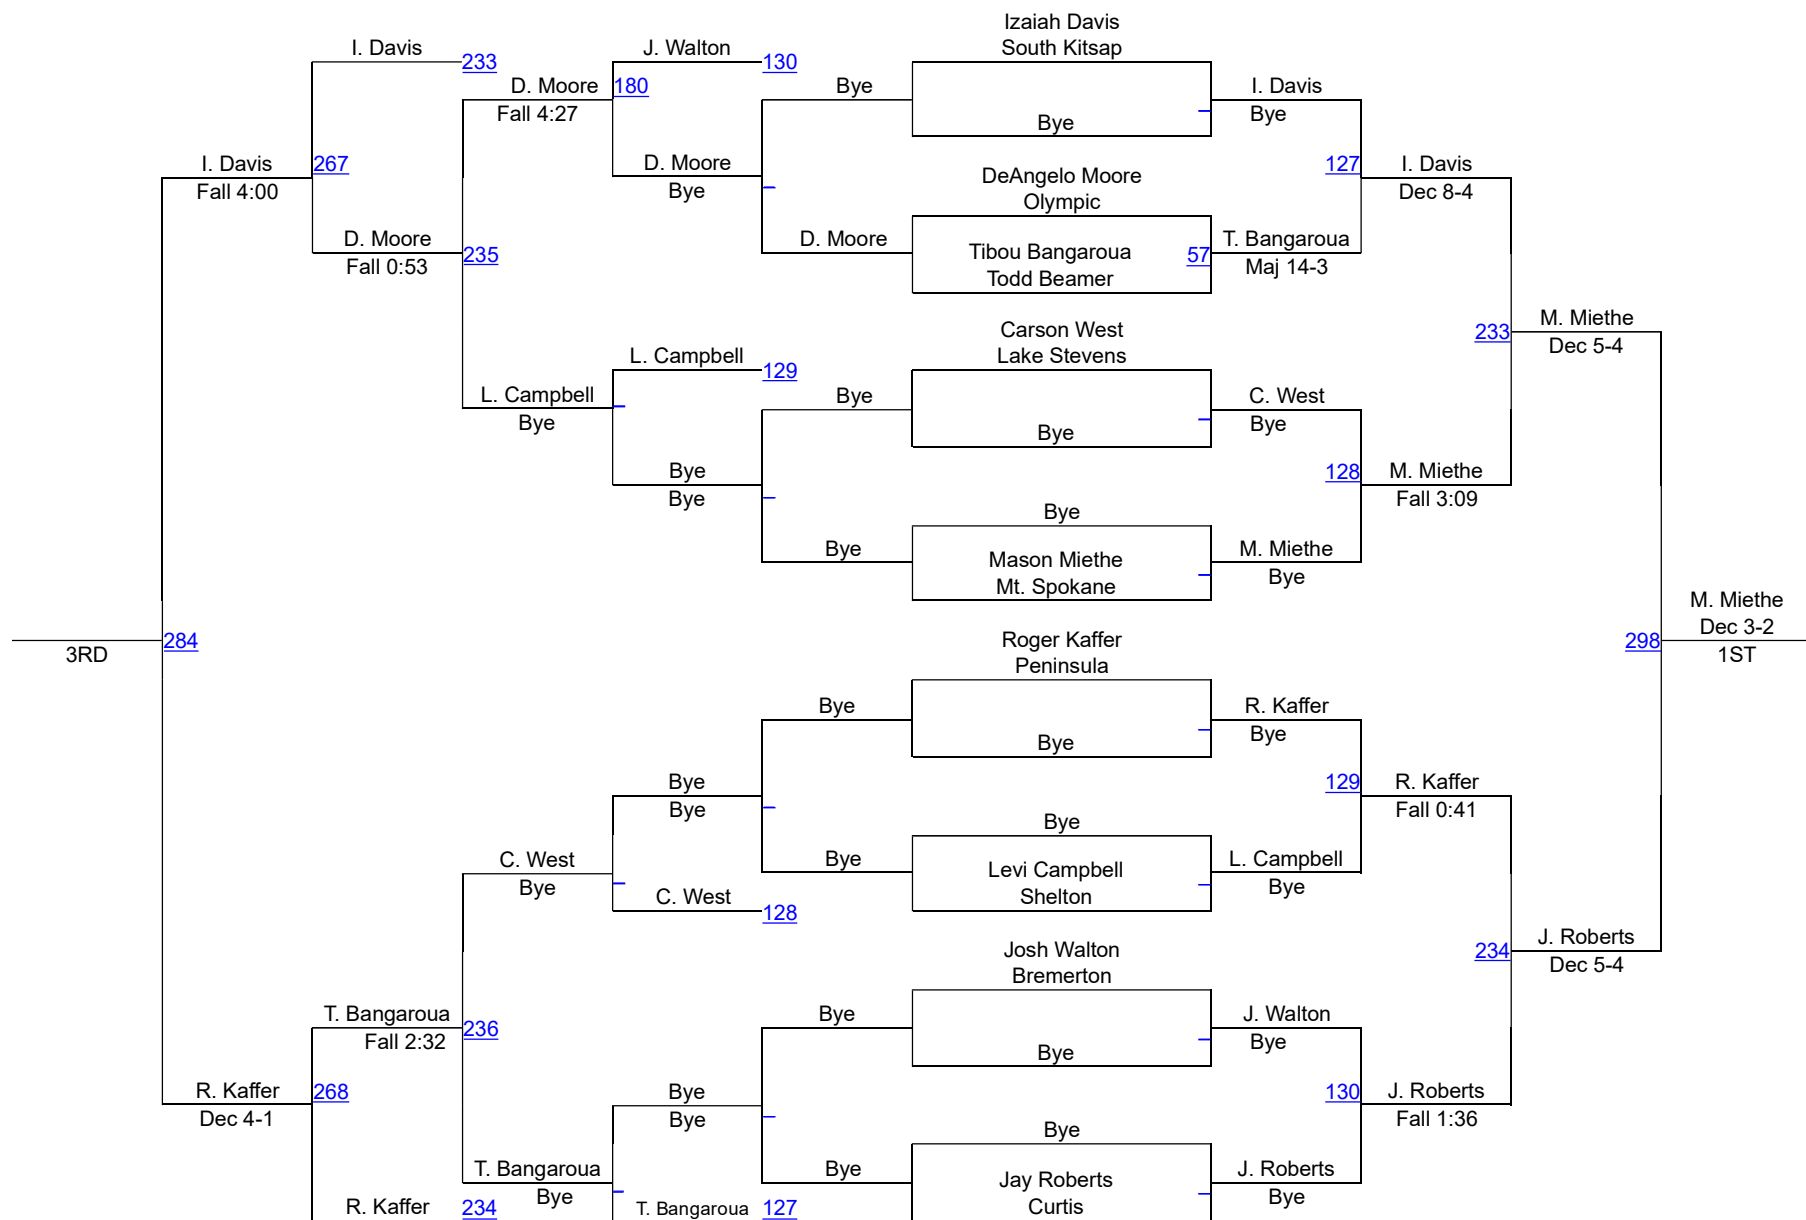 Izaiah Davis
I. Davis J. Walton South Kitsap
233 130
D. Moore 180 Bye I. Davis
Fall 4:27 Bye Bye
I. Davis 267 D. Moore 127 I. Davis
Fall 4:00 Bye DeAngelo Moore Dec 8-4
Olympic
D. Moore 235 D. Moore Tibou Bangaroua 57 T. Bangaroua
Fall 0:53 Todd Beamer Maj 14-3
Carson West M. Miethe
L. Campbell Lake Stevens 233 Dec 5-4
129
L. Campbell Bye C. West
Bye Bye Bye
Bye 128 M. Miethe
Bye Bye Fall 3:09
Bye Mason Miethe M. Miethe
Mt. Spokane Bye
M. Miethe
Roger Kaffer Dec 3-2
3RD 284 Peninsula 298 1ST
Bye R. Kaffer
Bye Bye
Bye 129 R. Kaffer
Bye Bye Fall 0:41
C. West Bye Levi Campbell L. Campbell
Bye Shelton Bye
C. West 128
Josh Walton 234 J. Roberts
Bremerton Dec 5-4
T. Bangaroua 236 Bye J. Walton
Fall 2:32 Bye Bye
R. Kaffer 268 Bye 130 J. Roberts
Dec 4-1 Bye Bye Fall 1:36
T. Bangaroua Bye Jay Roberts J. Roberts
Bye Curtis Bye
R. Kaffer 234 T. Bangaroua 127